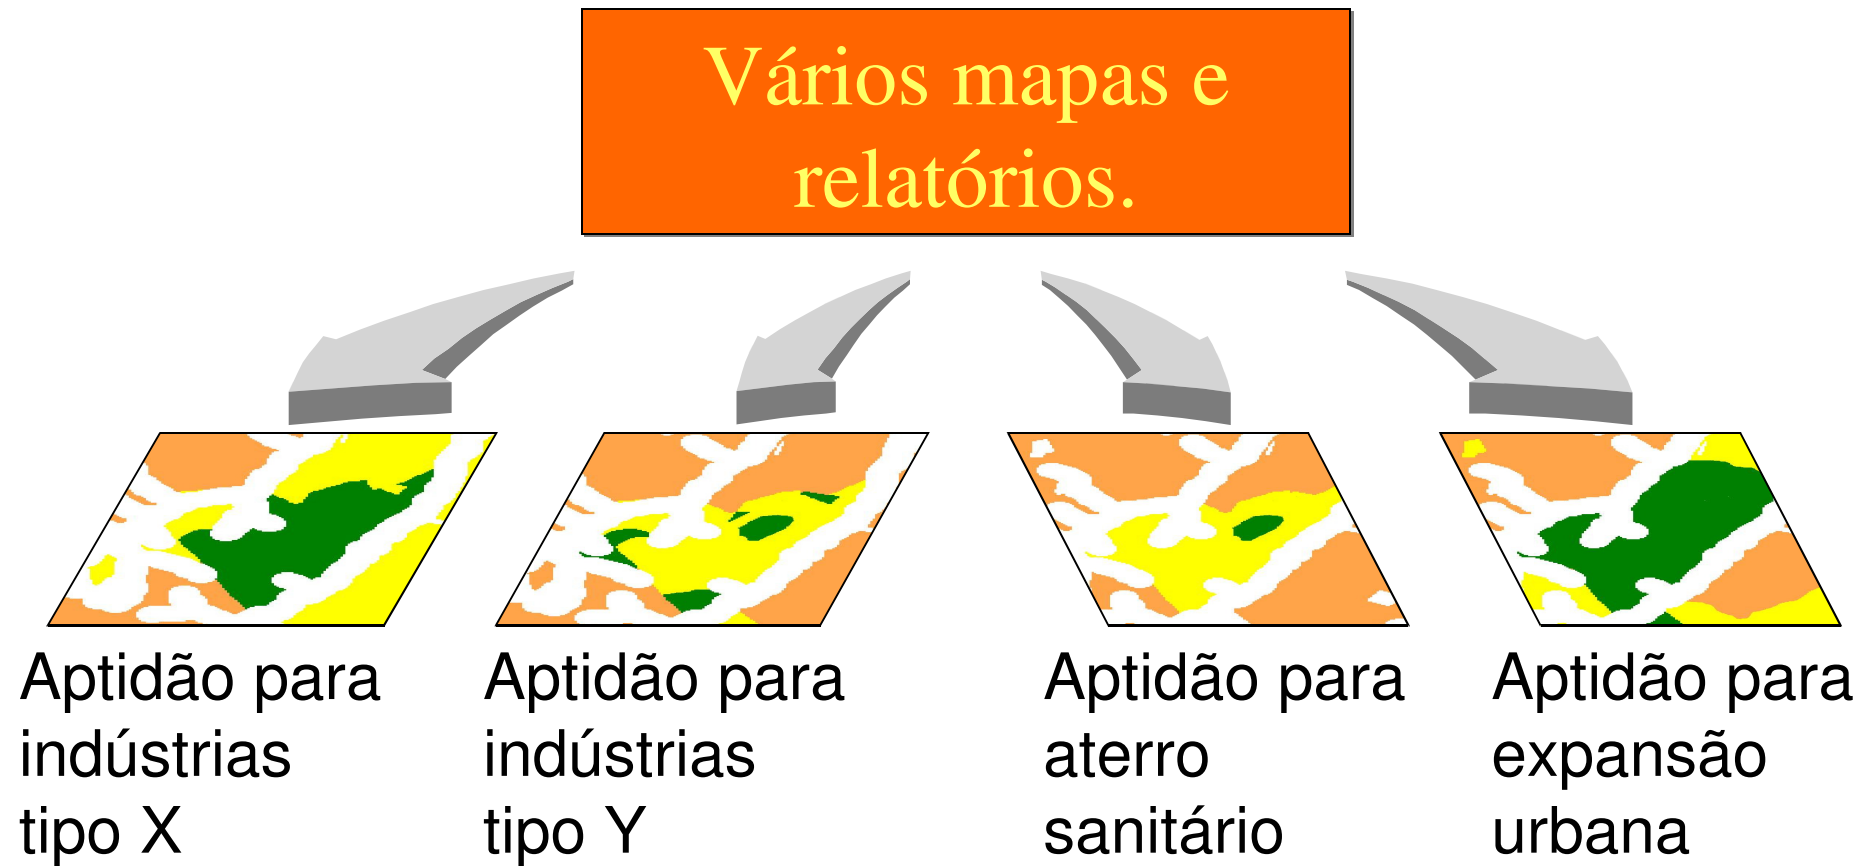 Vários mapas e
relatórios.
Aptidão para
indústrias
tipo X
Aptidão para
indústrias
tipo Y
Aptidão para
aterro
sanitário
Aptidão para
expansão
urbana